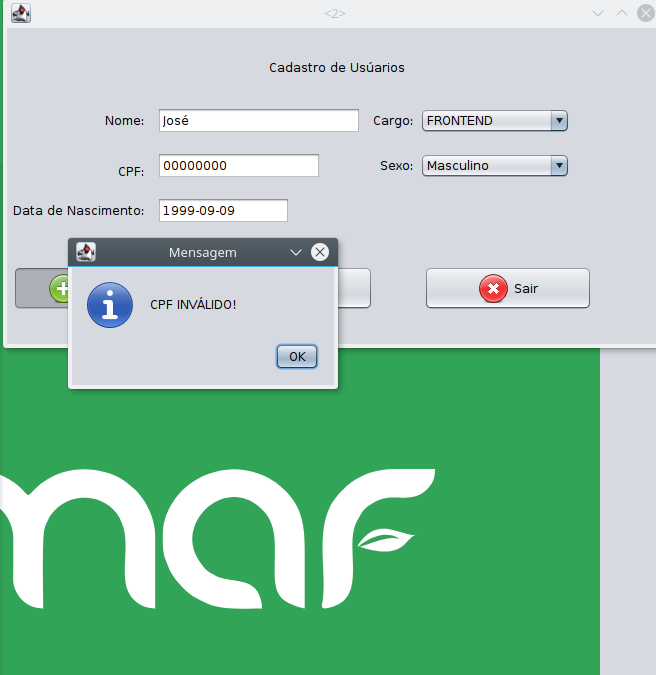 <2>
Cadastro de Usúarios
Nome: José Cargo: FRONTEND
CPF: 00000000 Sexo: Masculino
Data de Nascimento: 1999-09-09
Mensagem
CPF INVÁLIDO!
OK
Sair